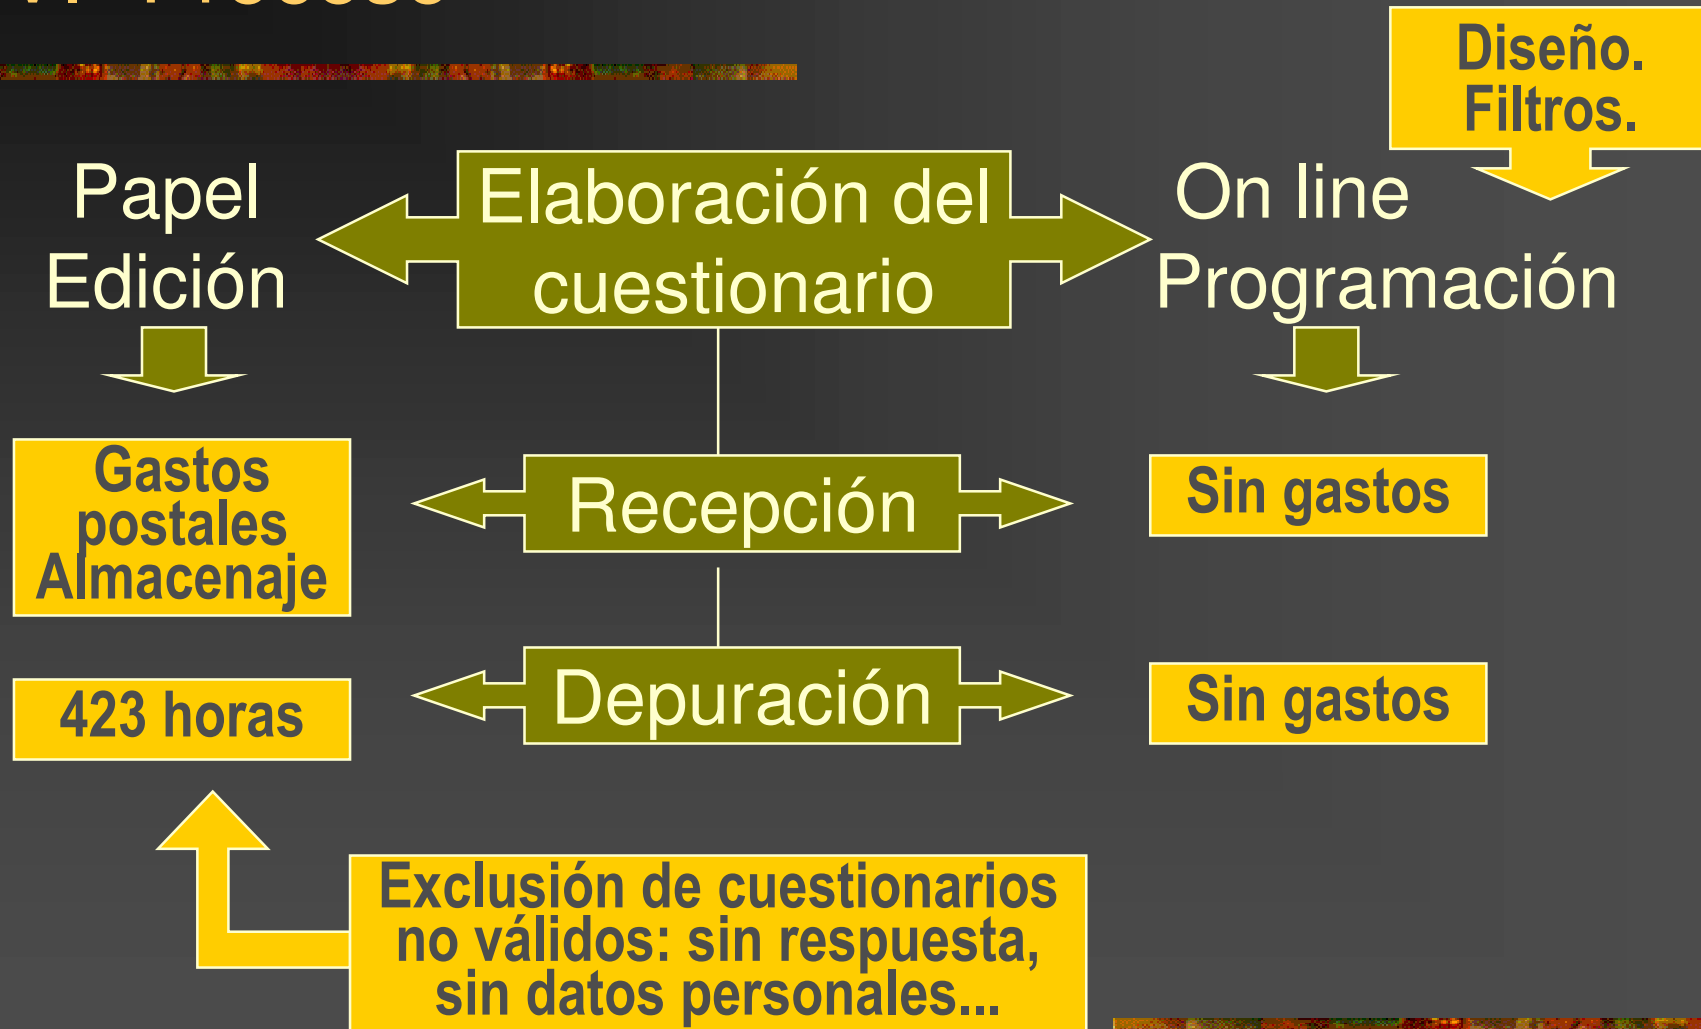 Diseño.
Filtros.
Papel
Edición
Elaboración del
cuestionario
On line
Programación
Gastos
postales
Almacenaje
Recepción
Sin gastos
423 horas
Depuración
Sin gastos
Exclusión de cuestionarios
no válidos: sin respuesta,
sin datos personales...